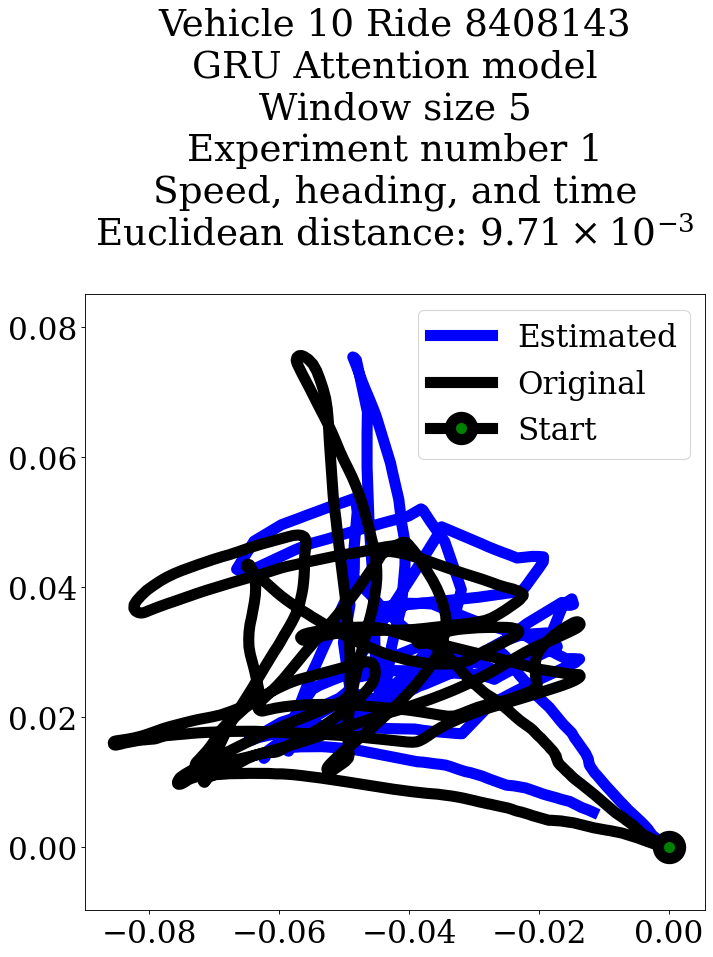 Vehicle 10 Ride 8408143
GRU Attention model
Window size 5
Experiment number 1
Speed, heading, and time
Euclidean distance: 9.71 × 10⁻³
Estimated
Original
Start
0.08
0.06
0.04
0.02
0.00
−0.08 −0.06 −0.04 −0.02 0.00